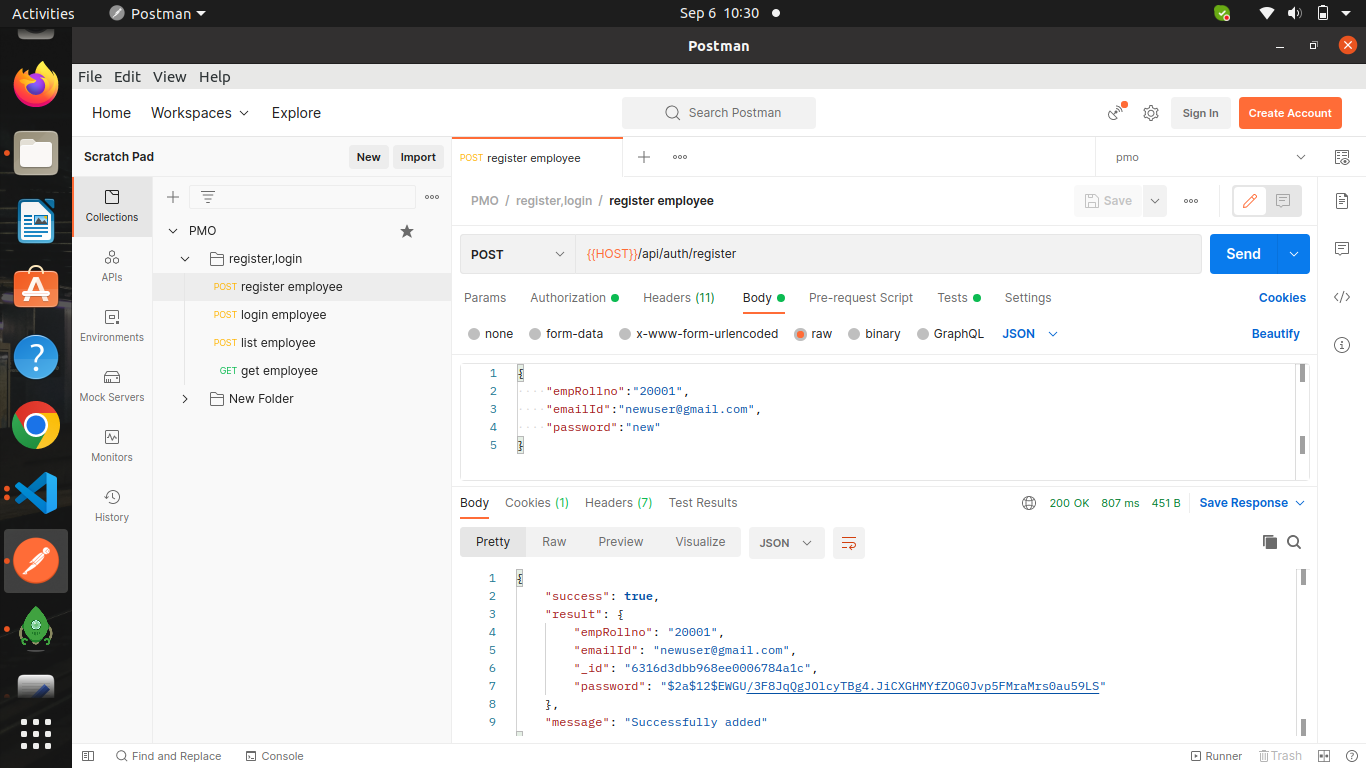 Activities Postman Sep 6 10:30
Postman
File Edit View Help
Home Workspaces Explore Search Postman Sign In Create Account
Scratch Pad New Import POST register employee pmo
PMO / register,login / register employee Save
Collections
APIs
Environments
Mock Servers
Monitors
History
PMO
register,login
POST register employee
POST login employee
POST list employee
GET get employee
New Folder
POST {{HOST}}/api/auth/register Send
Params Authorization Headers (11) Body Pre-request Script Tests Settings Cookies
none form-data x-www-form-urlencoded raw binary GraphQL JSON Beautify
1 {
2 "empRollno":"20001",
3 "emailId":"newuser@gmail.com",
4 "password":"new"
5 }
Body Cookies (1) Headers (7) Test Results 200 OK 807 ms 451 B Save Response
Pretty Raw Preview Visualize JSON
1 {
2 "success": true,
3 "result": {
4 "empRollno": "20001",
5 "emailId": "newuser@gmail.com",
6 "_id": "6316d3dbb968ee0006784a1c",
7 "password": "$2a$12$EWGU/3F8JqQgJOlcyTBg4.JiCXGHMYfZOG0Jvp5FMraMrs0au59LS"
8 },
9 "message": "Successfully added"
Find and Replace Console Runner Trash